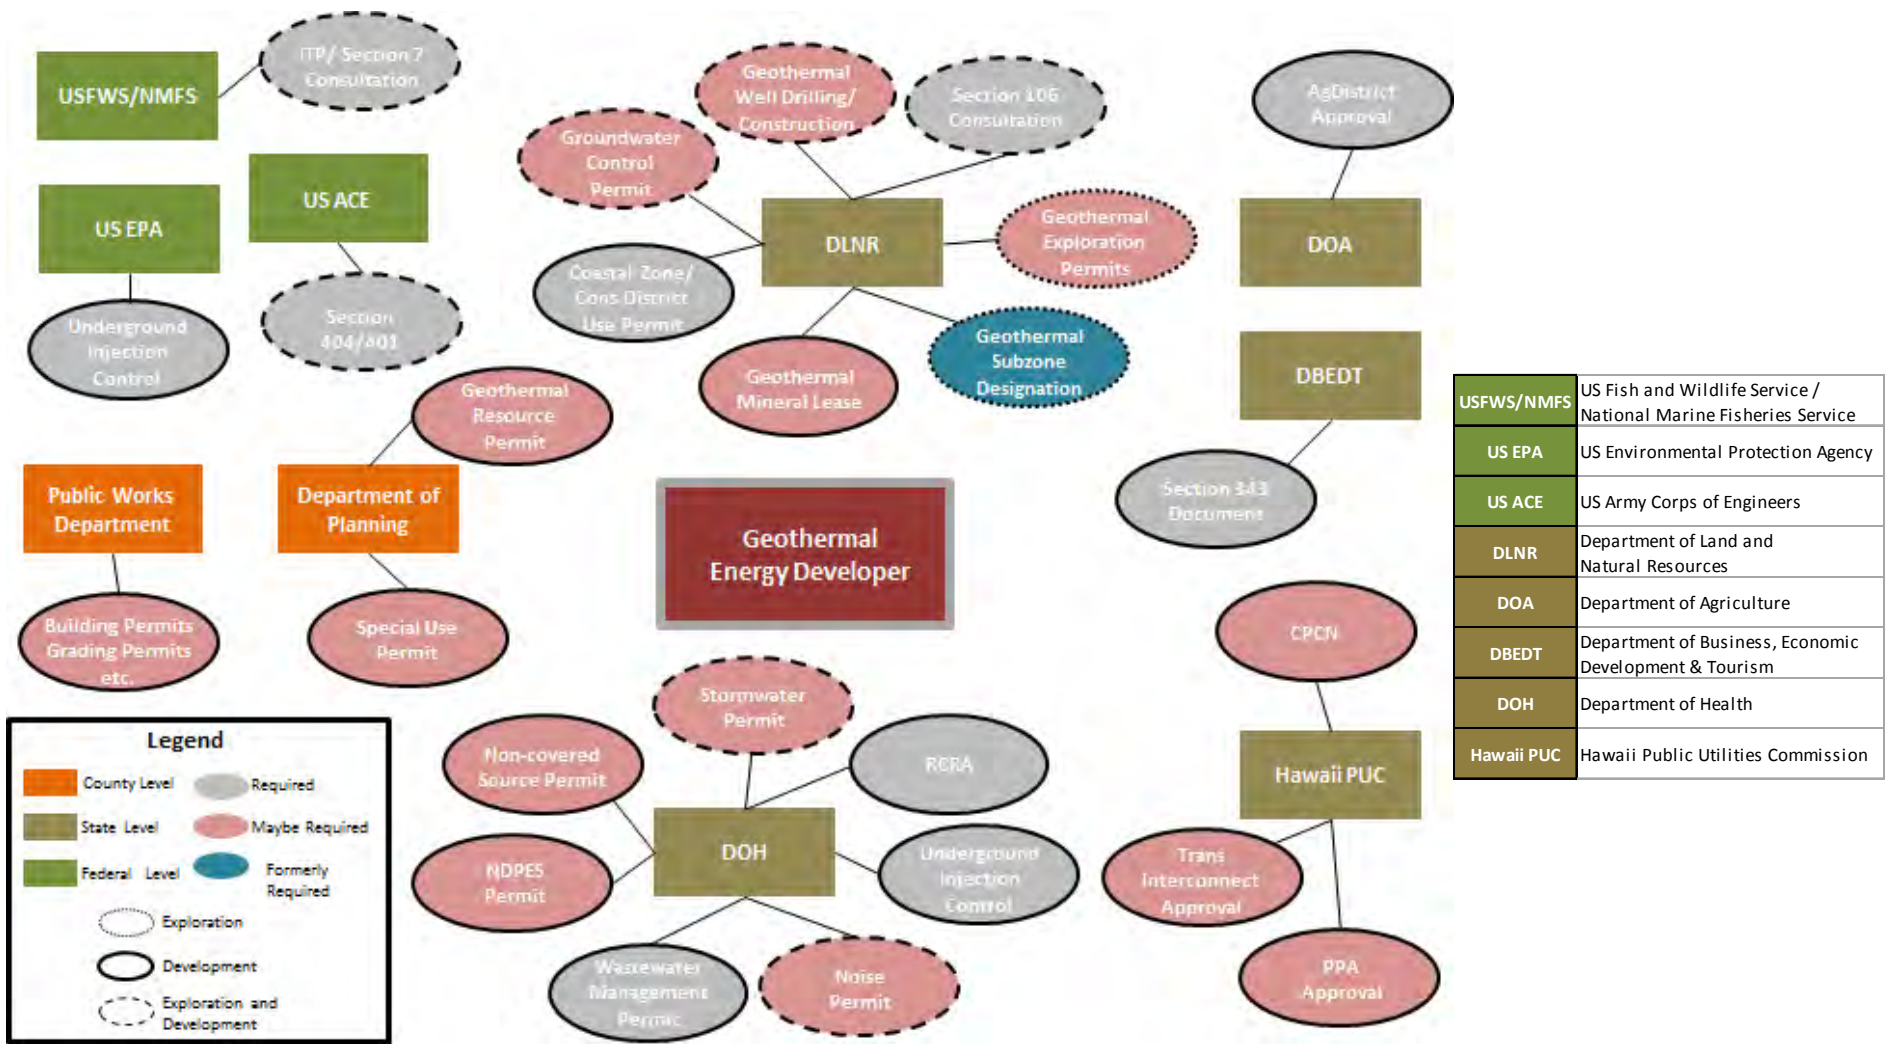 ITP/ Section 7
Consultation
USFWS/NMFS
US ACE
US EPA
Section
404/401
Underground
Injection
Control
Geothermal
Well Drilling/
Construction
Section 106
Consultation
Groundwater
Control
Permit
DLNR
Geothermal
Exploration
Permits
Coastal Zone/
Cons District
Use Permit
Geothermal
Mineral Lease
Geothermal
Subzone
Designation
AgDistrict
Approval
DOA
DBEDT
Section 343
Document
Geothermal
Resource
Permit
Public Works
Department
Department of
Planning
Building Permits
Grading Permits
etc.
Special Use
Permit
Geothermal
Energy Developer
CPCN
Hawaii PUC
Trans
Interconnect
Approval
PPA
Approval
Stormwater
Permit
Non-covered
Source Permit
RCRA
DOH
NDPES
Permit
Underground
Injection
Control
Wastewater
Management
Permit
Noise
Permit
Legend
County Level
Required
State Level
Maybe Required
Federal Level
Formerly
Required
Exploration
Development
Exploration and
Development
USFWS/NMFS
US Fish and Wildlife Service /
National Marine Fisheries Service
US EPA
US Environmental Protection Agency
US ACE
US Army Corps of Engineers
DLNR
Department of Land and
Natural Resources
DOA
Department of Agriculture
DBEDT
Department of Business, Economic
Development & Tourism
DOH
Department of Health
Hawaii PUC
Hawaii Public Utilities Commission